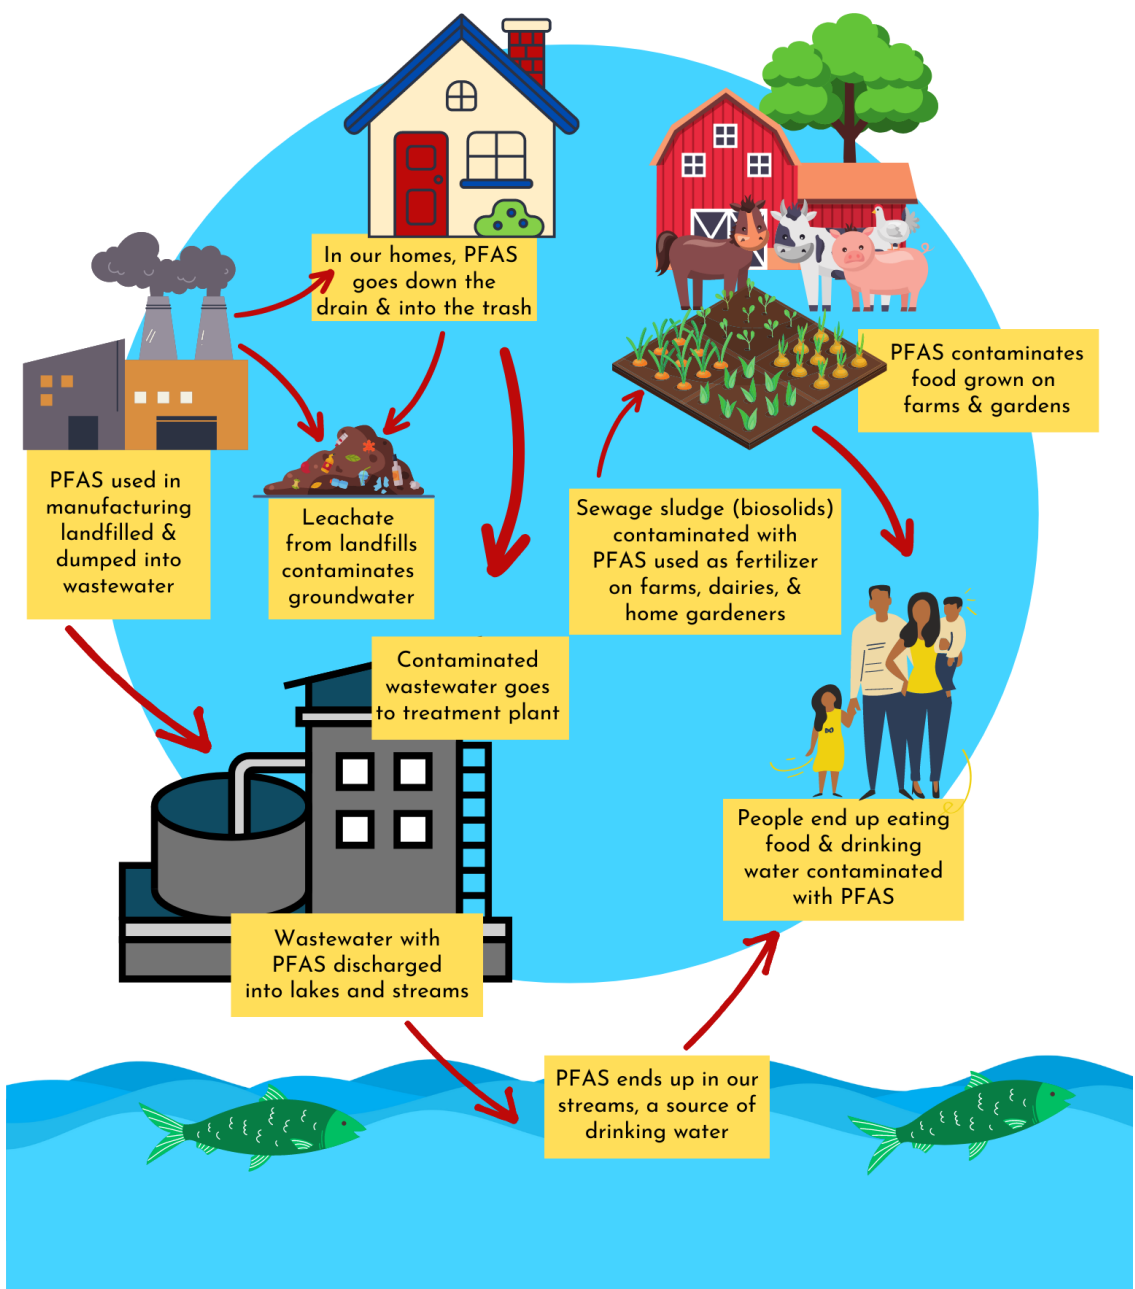 In our homes, PFAS
goes down the
drain & into the trash
PFAS contaminates
food grown on
farms & gardens
PFAS used in
manufacturing
landfilled &
dumped into
wastewater
Leachate
from landfills
contaminates
groundwater
Sewage sludge (biosolids)
contaminated with
PFAS used as fertilizer
on farms, dairies, &
home gardeners
Contaminated
wastewater goes
to treatment plant
People end up eating
food & drinking
water contaminated
with PFAS
Wastewater with
PFAS discharged
into lakes and streams
PFAS ends up in our
streams, a source of
drinking water